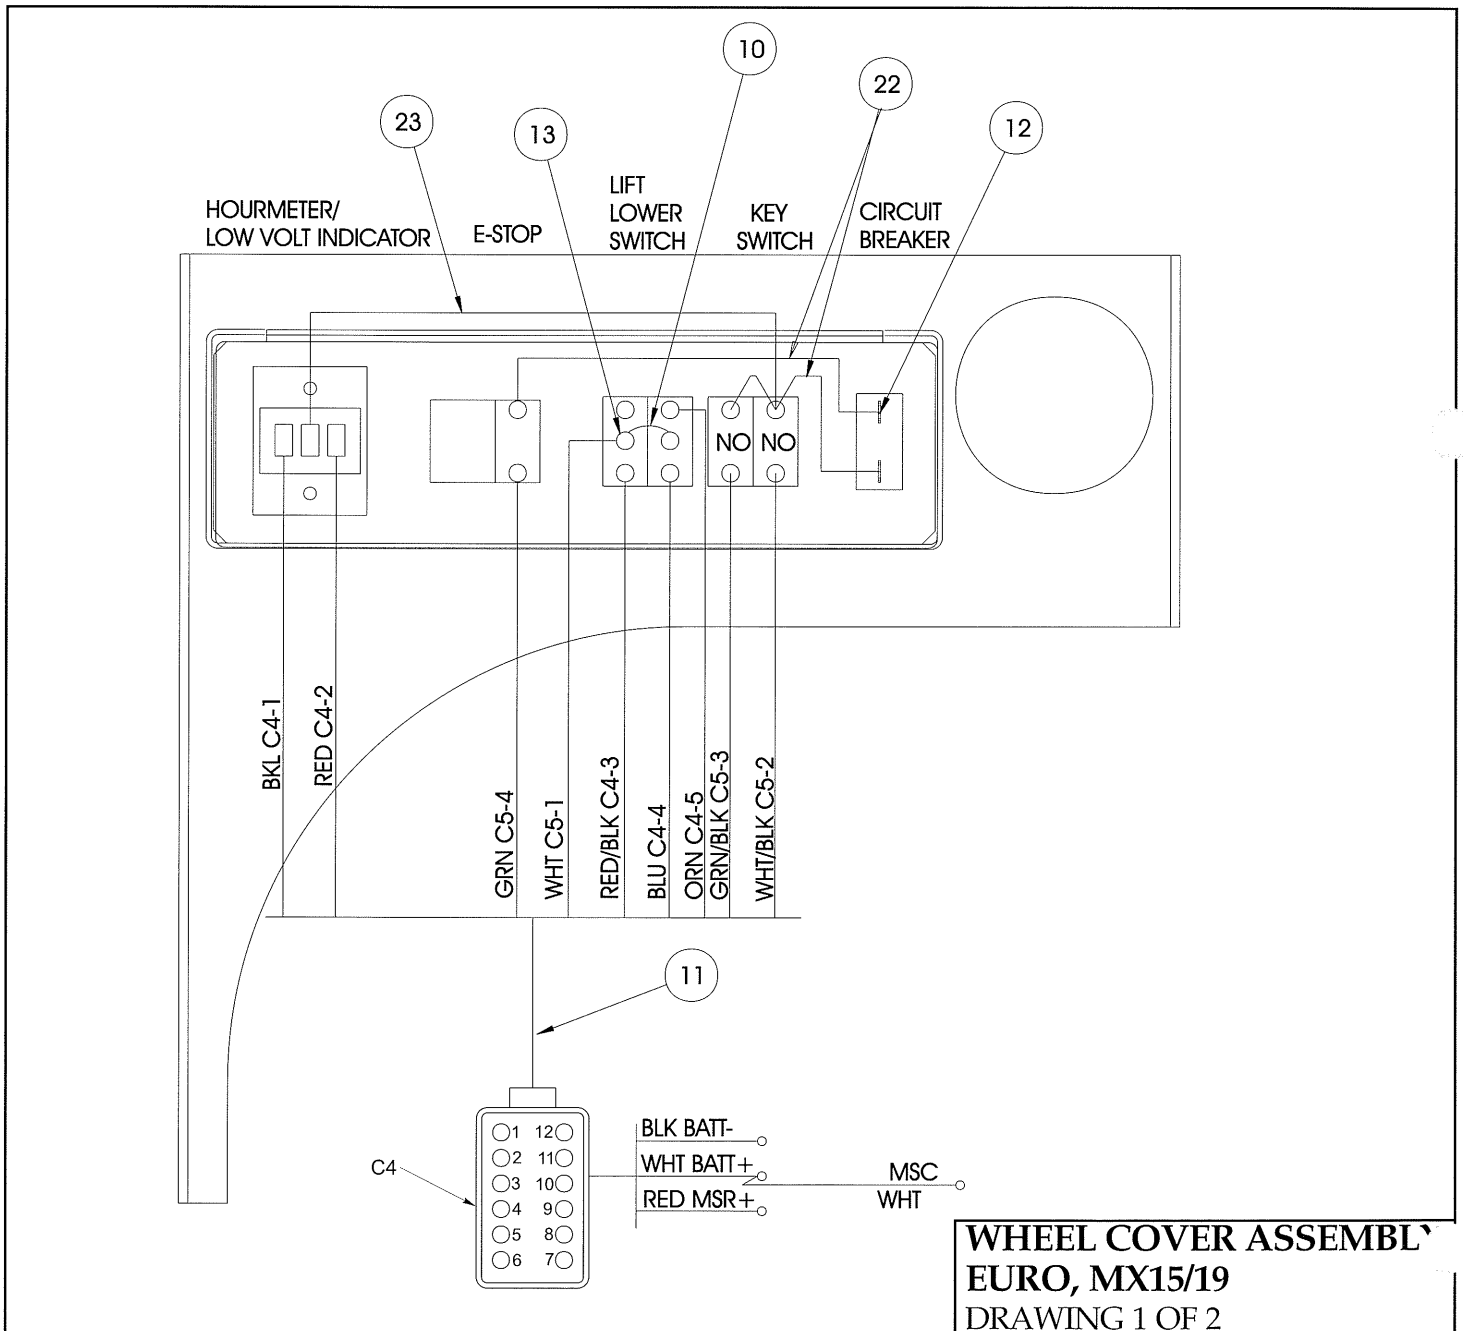 10
22
23
13
12
HOURMETER/
LOW VOLT INDICATOR
E-STOP
LIFT
LOWER
SWITCH
KEY
SWITCH
CIRCUIT
BREAKER
NO NO
BKL C4-1
RED C4-2
GRN C5-4
WHT C5-1
RED/BLK C4-3
BLU C4-4
ORN C4-5
GRN/BLK C5-3
WHT/BLK C5-2
11
C4
1 12
2 11
3 10
4 9
5 8
6 7
BLK BATT-
WHT BATT+
RED MSR+
MSC
WHT
WHEEL COVER ASSEMBL
EURO, MX15/19
DRAWING 1 OF 2